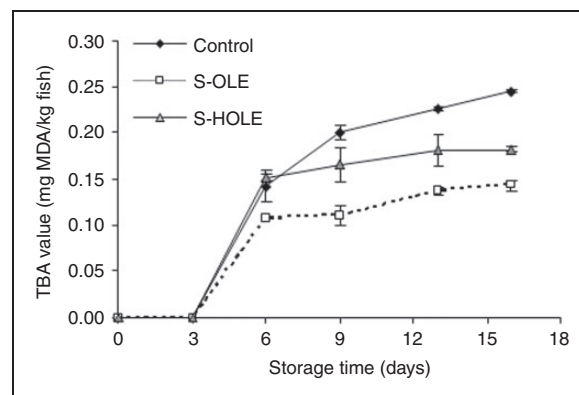 0.30
0.25
0.20
0.15
0.10
0.05
0.00
TBA value (mg MDA/kg fish)
Control
S-OLE
S-HOLE
0 3 6 9 12 15 18
Storage time (days)